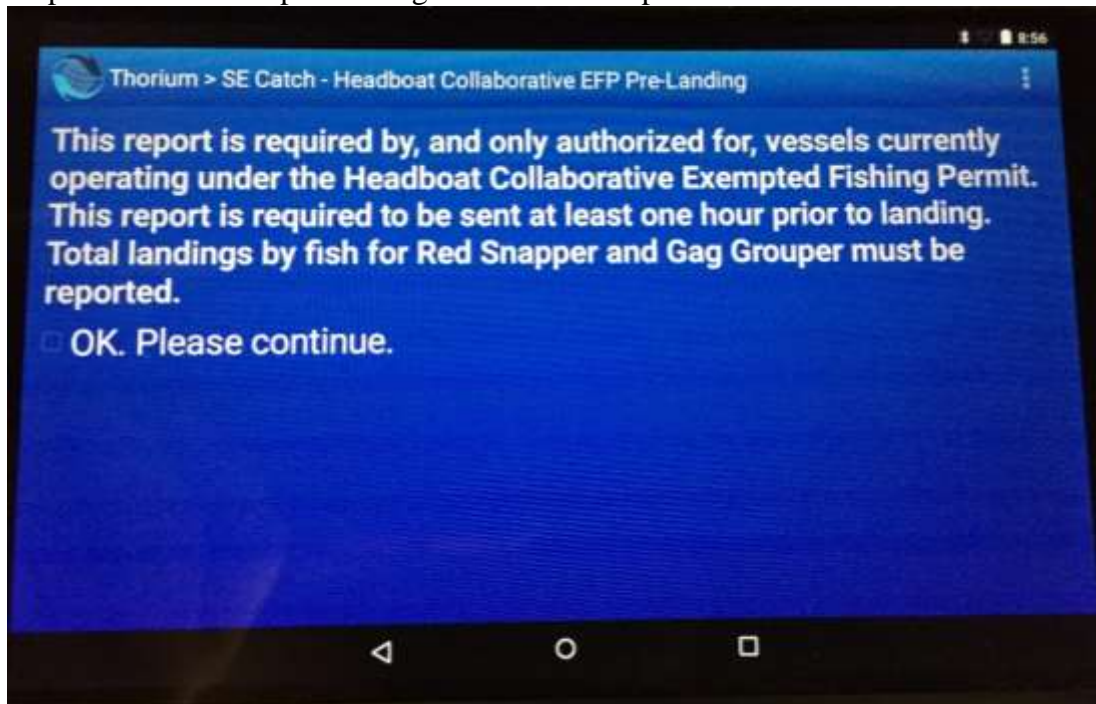 8:56
Thorium > SE Catch - Headboat Collaborative EFP Pre-Landing
This report is required by, and only authorized for, vessels currently
operating under the Headboat Collaborative Exempted Fishing Permit.
This report is required to be sent at least one hour prior to landing.
Total landings by fish for Red Snapper and Gag Grouper must be
reported.
OK. Please continue.